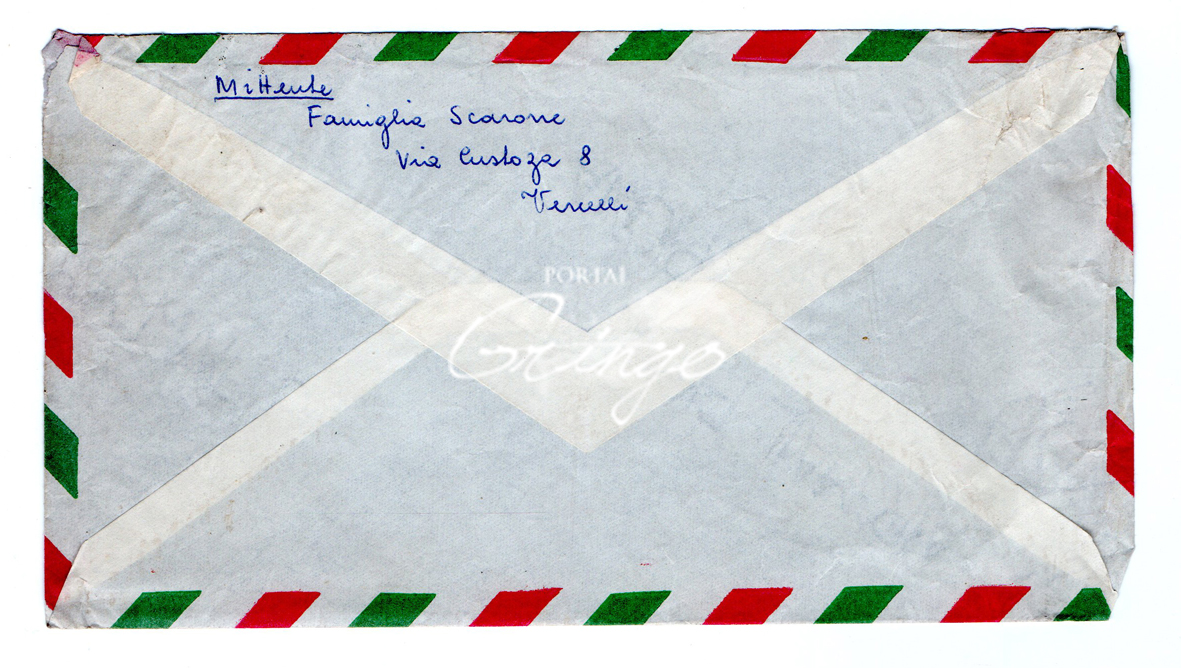 Mittente
Famiglia Scarone
Via Custoza 8
Vercelli
PORTAL
Gringo